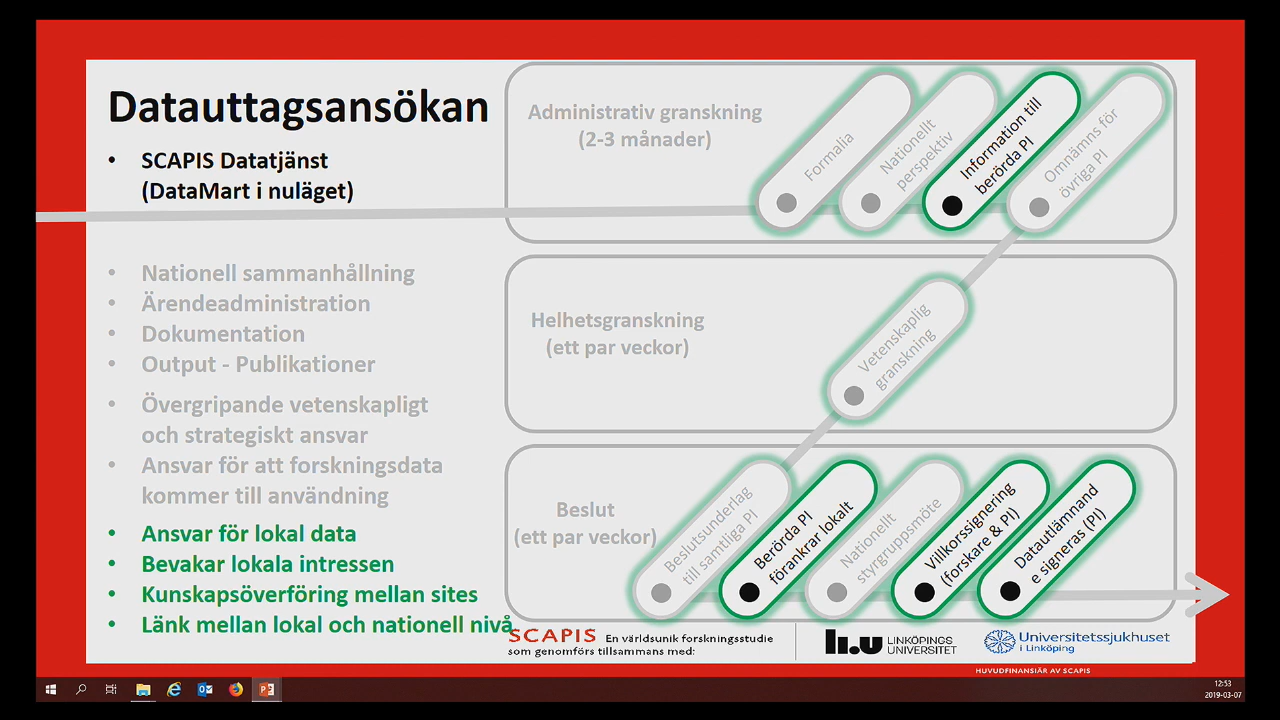 Datauttagsansökan
• SCAPIS Datatjänst
(DataMart i nuläget)
• Nationell sammanhållning
• Ärendeadministration
• Dokumentation
• Output - Publikationer
• Övergripande vetenskapligt
och strategiskt ansvar
• Ansvar för att forskningsdata
kommer till användning
• Ansvar för lokal data
• Bevakar lokala intressen
• Kunskapsöverföring mellan sites
• Länk mellan lokal och nationell nivå
Administrativ granskning
(2-3 månader)
Formalia
Nationellt
perspektiv
Information till
berörda PI
Omnämns för
övriga PI
Helhetsgranskning
(ett par veckor)
Vetenskaplig
granskning
Beslut
(ett par veckor)
Beslutsunderlag
till samtliga PI
Berörda PI
förankrar lokalt
Nationellt
styrgruppsmöte
Villkorssignering
(forskare & PI)
Datautlämnand
e signeras (PI)
SCAPIS En världsunik forskningsstudie
som genomförs tillsammans med:
LI.U LINKÖPINGS
UNIVERSITET
Universitetssjukhuset
i Linköping
HUVUDFINANSIÄR AV SCAPIS
12:53
2019-03-07